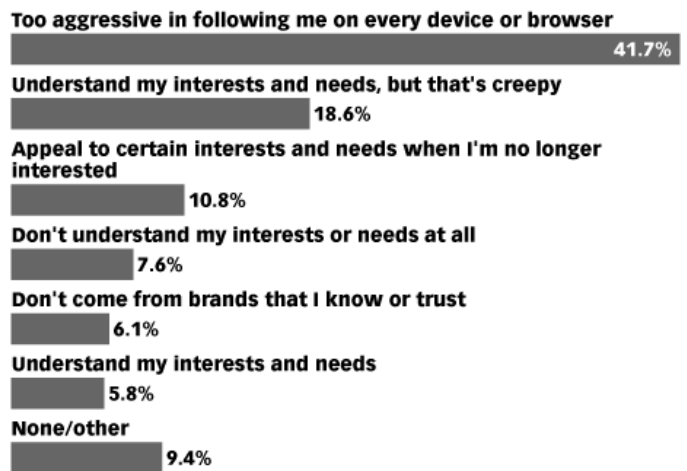 Too aggressive in following me on every device or browser
41.7%
Understand my interests and needs, but that's creepy
18.6%
Appeal to certain interests and needs when I'm no longer
interested
10.8%
Don't understand my interests or needs at all
7.6%
Don't come from brands that I know or trust
6.1%
Understand my interests and needs
5.8%
None/other
9.4%